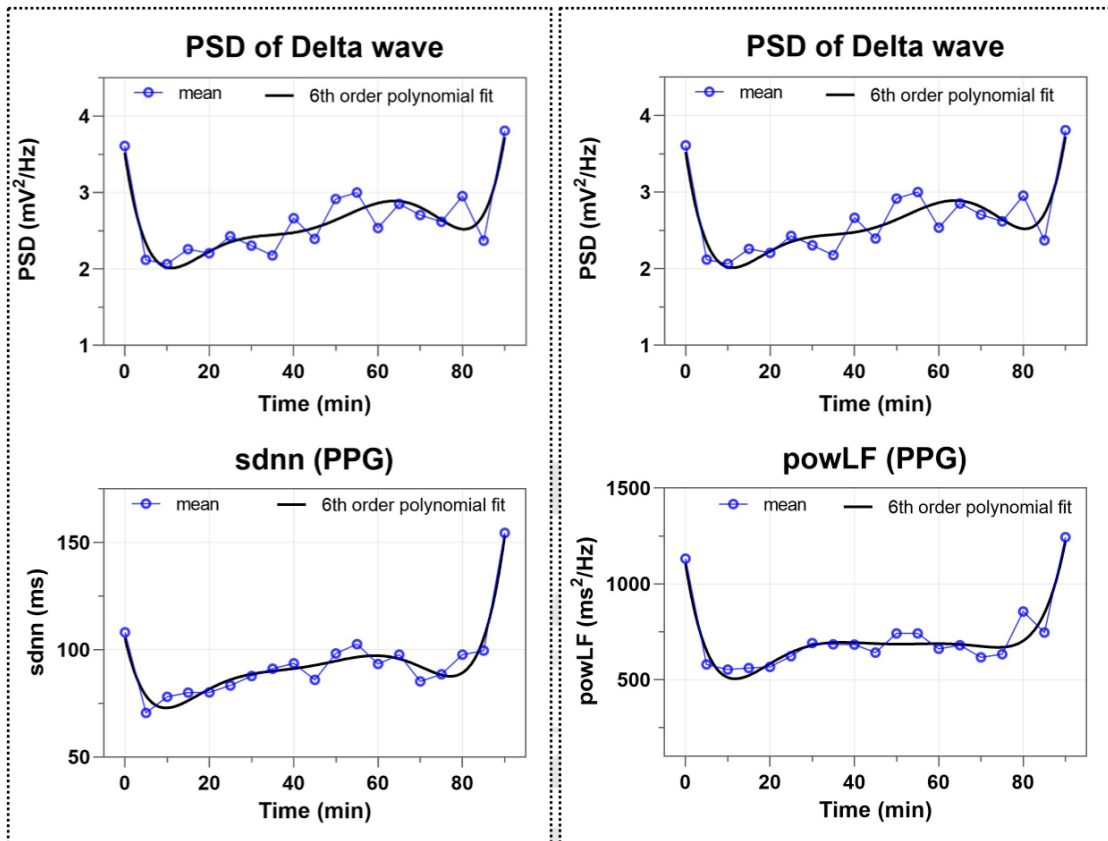 PSD of Delta wave
mean
6th order polynomial fit
PSD (mV²/Hz)
4
3
2
1
0 20 40 60 80
Time (min)
PSD of Delta wave
mean
6th order polynomial fit
PSD (mV²/Hz)
4
3
2
1
0 20 40 60 80
Time (min)
sdnn (PPG)
mean
6th order polynomial fit
sdnn (ms)
150
100
50
0 20 40 60 80
Time (min)
powLF (PPG)
mean
6th order polynomial fit
powLF (ms²/Hz)
1500
1000
500
0 20 40 60 80
Time (min)